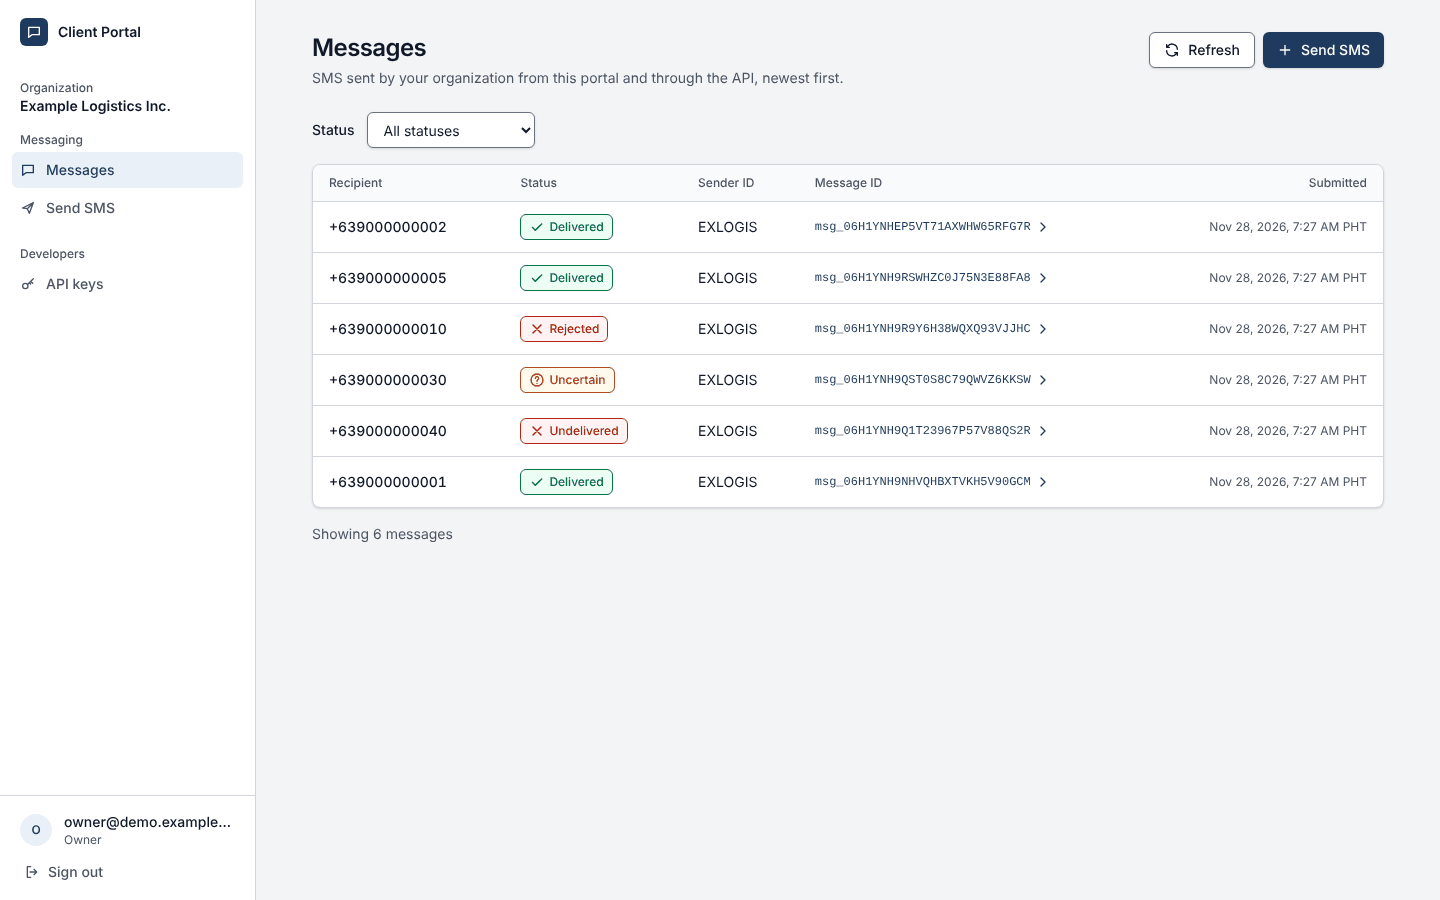 Client Portal
Organization
Example Logistics Inc.
Messaging
Messages
Send SMS
Developers
API keys
O
owner@demo.example...
Owner
Sign out
Messages
SMS sent by your organization from this portal and through the API, newest first.
Refresh
Send SMS
Status All statuses
Recipient Status Sender ID Message ID Submitted
+639000000002 Delivered EXLOGIS msg_06H1YNHEP5VT71AXWHW65RFG7R Nov 28, 2026, 7:27 AM PHT
+639000000005 Delivered EXLOGIS msg_06H1YNH9RSWHZC0J75N3E88FA8 Nov 28, 2026, 7:27 AM PHT
+639000000010 Rejected EXLOGIS msg_06H1YNH9R9Y6H38WQXQ93VJJHC Nov 28, 2026, 7:27 AM PHT
+639000000030 Uncertain EXLOGIS msg_06H1YNH9QST0S8C79QWVZ6KKSW Nov 28, 2026, 7:27 AM PHT
+639000000040 Undelivered EXLOGIS msg_06H1YNH9Q1T23967P57V88QS2R Nov 28, 2026, 7:27 AM PHT
+639000000001 Delivered EXLOGIS msg_06H1YNH9NHVQHBXTVKH5V90GCM Nov 28, 2026, 7:27 AM PHT
Showing 6 messages